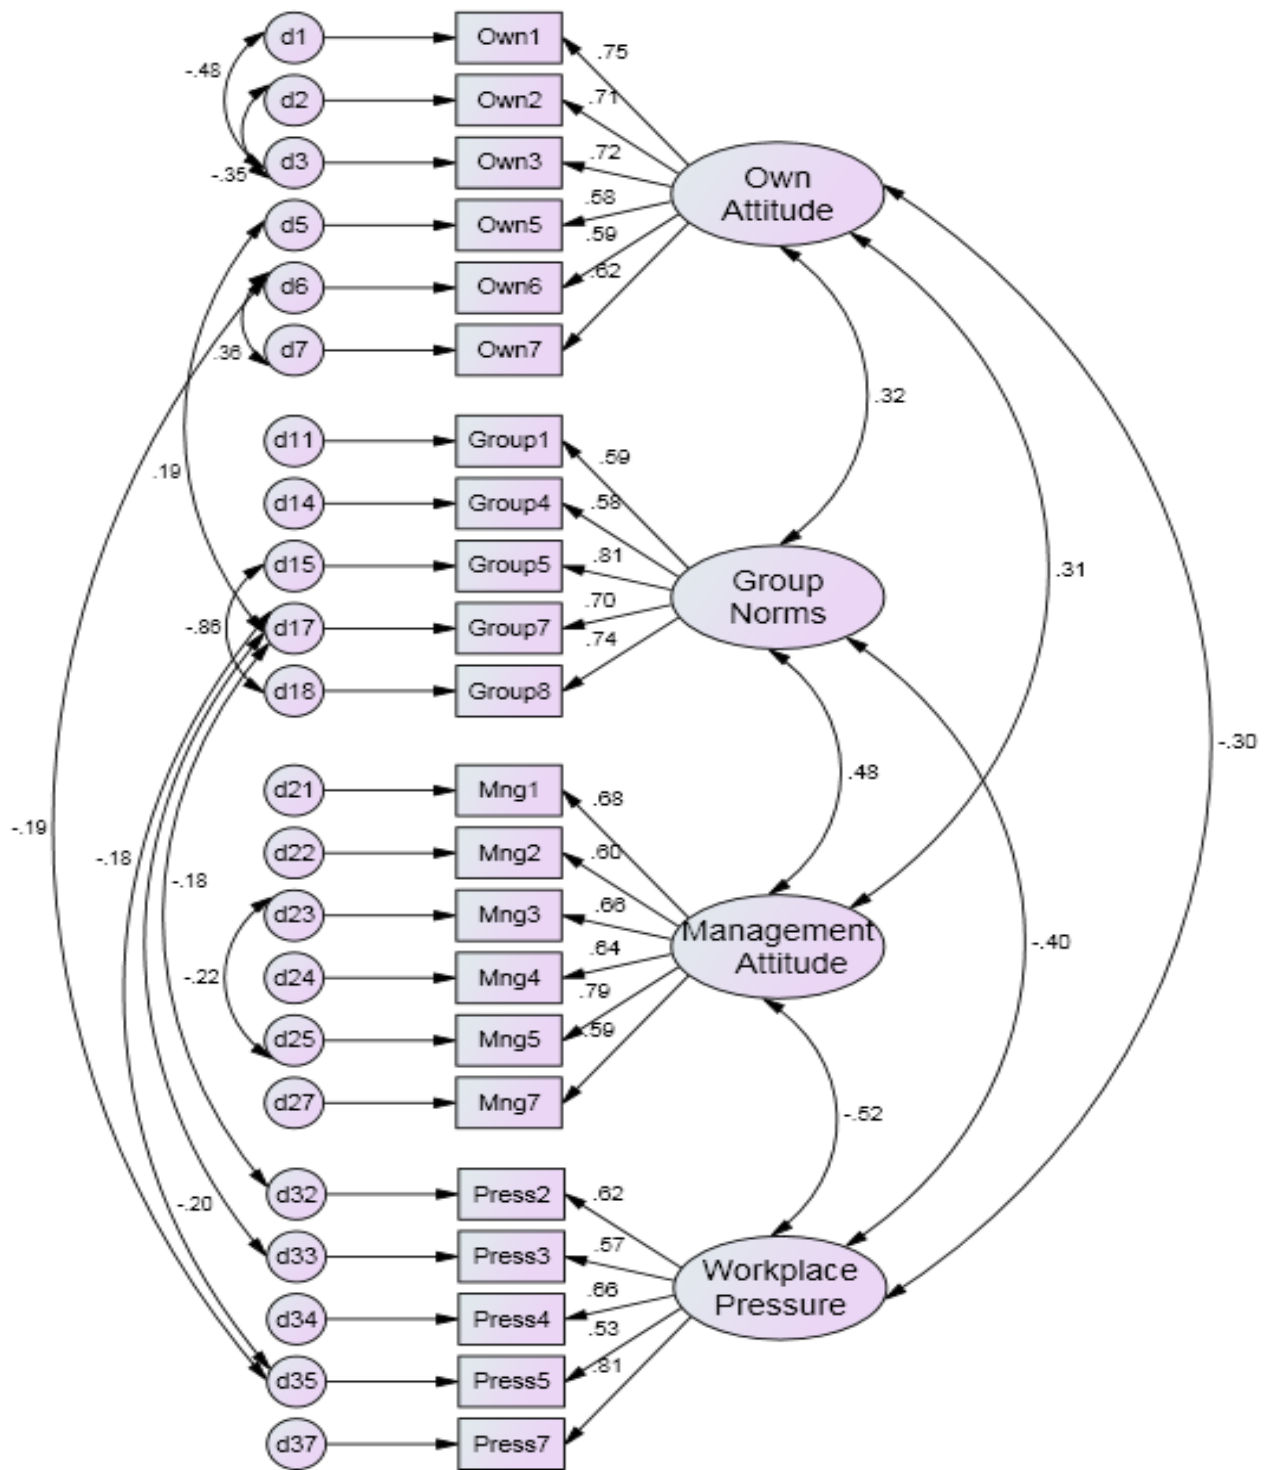 d1 Own1 .75
-.48
d2 Own2 .71
d3 Own3 .72
-.35
Own
Attitude
d5 Own5 .58
.59
d6 Own6 .62
.36
d7 Own7
.32
d11 Group1 .59
.19
d14 Group4 .58
d15 Group5 .81
.31
Group
Norms
-.86
d17 Group7 .70
.74
d18 Group8
-.30
.48
d21 Mng1 .68
-.19
-.18
d22 Mng2 .60
-.18
d23 Mng3 .66
Management
Attitude
-.40
.64
-.22
d24 Mng4 .79
d25 Mng5 .59
d27 Mng7
-.52
d32 Press2 .62
-.20
d33 Press3 .57
Workplace
Pressure
.66
d34 Press4 .53
d35 Press5 .81
d37 Press7